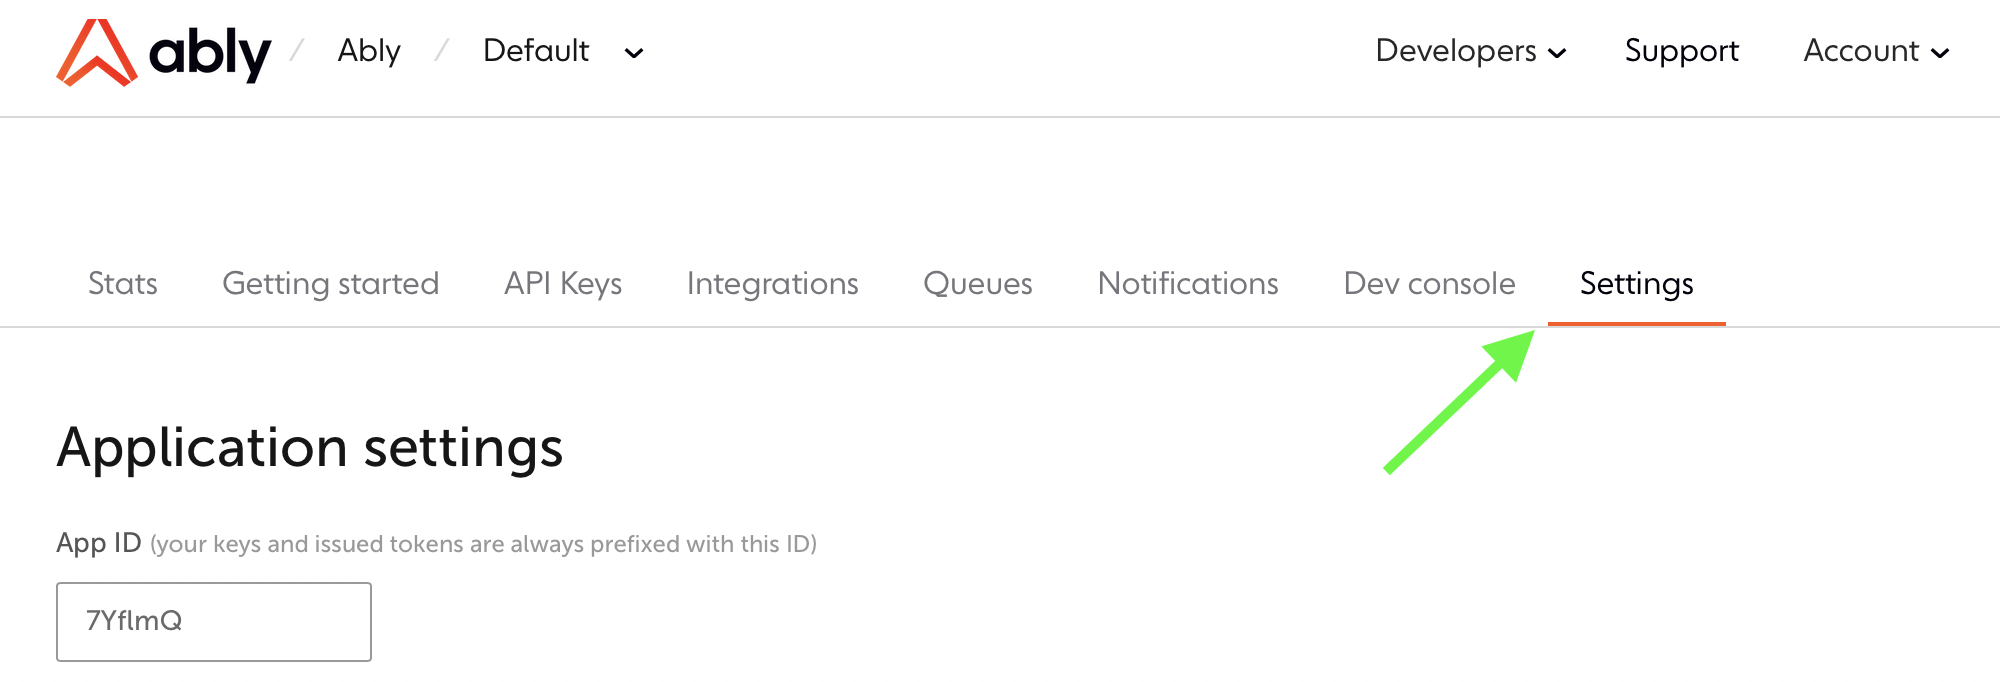 ably / Ably / Default Developers Support Account
Stats Getting started API Keys Integrations Queues Notifications Dev console Settings
Application settings
App ID (your keys and issued tokens are always prefixed with this ID)
7YflmQ